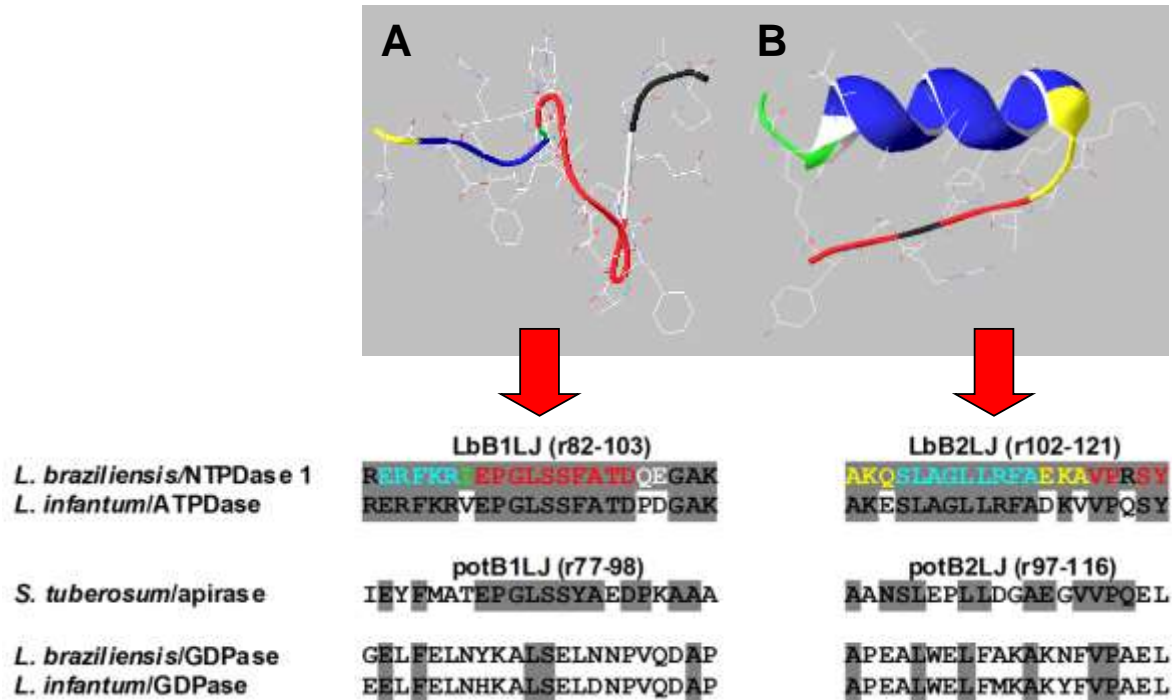 A B
LbB1LJ (r82-103) LbB2LJ (r102-121)
L. braziliensis/NTPDase 1 AKQSLAGLLRFAEKAVPRSY
L. infantum/ATPDase RERFKRVEPGLSSFATDPDGAK AKESLAGLLRFADKVVPQSY
potB1LJ (r77-98) potB2LJ (r97-116)
S. tuberosum/apirase IEYFMATEPGLSSYAEDPKAAA AANSLEPLLDGAEGVVPQEL
L. braziliensis/GDPase GELFELNYKALSELNNPVQDAP APEALWELFAKAKNFVPAEL
L. infantum/GDPase EELFELNHKALSELDNPVQDAP APEALWELFMKAKYFVPAEL